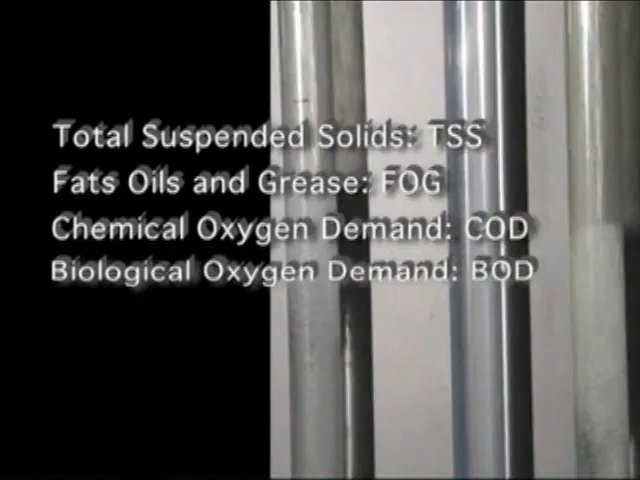 Total Suspended Solids: TSS
Fats Oils and Grease: FOG
Chemical Oxygen Demand: COD
Biological Oxygen Demand: BOD